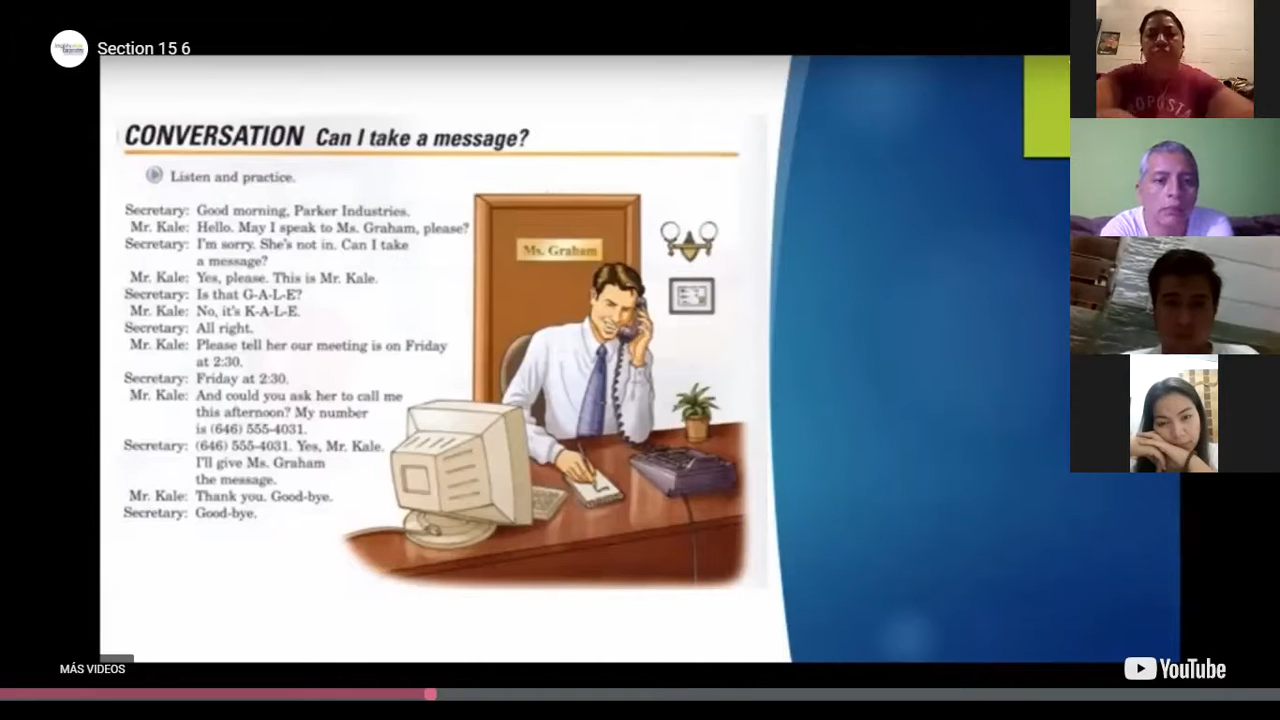 Section 15 6
CONVERSATION Can I take a message?
Listen and practice.
Secretary: Good morning, Parker Industries.
Mr. Kale: Hello. May I speak to Ms. Graham, please?
Secretary: I'm sorry. She's not in. Can I take
a message?
Mr. Kale: Yes, please. This is Mr. Kale.
Secretary: Is that G-A-L-E?
Mr. Kale: No, it's K-A-L-E.
Secretary: All right.
Mr. Kale: Please tell her our meeting is on Friday
at 2:30.
Secretary: Friday at 2:30.
Mr. Kale: And could you ask her to call me
this afternoon? My number
is (646) 555-4031.
Secretary: (646) 555-4031. Yes, Mr. Kale.
I'll give Ms. Graham
the message.
Mr. Kale: Thank you. Good-bye.
Secretary: Good-bye.
Ms. Graham
MÁS VIDEOS
YouTube